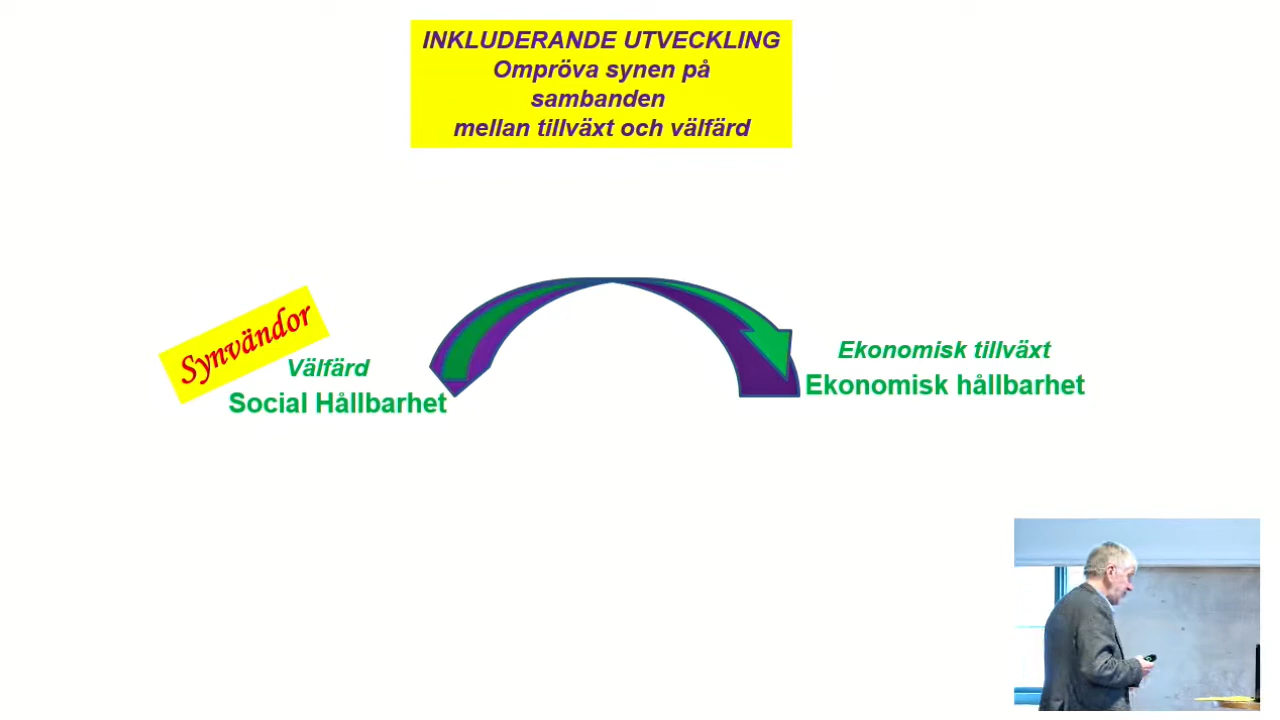 INKLUDERANDE UTVECKLING
Ompröva synen på
sambanden
mellan tillväxt och välfärd
Synvändor
Välfärd
Social Hållbarhet
Ekonomisk tillväxt
Ekonomisk hållbarhet